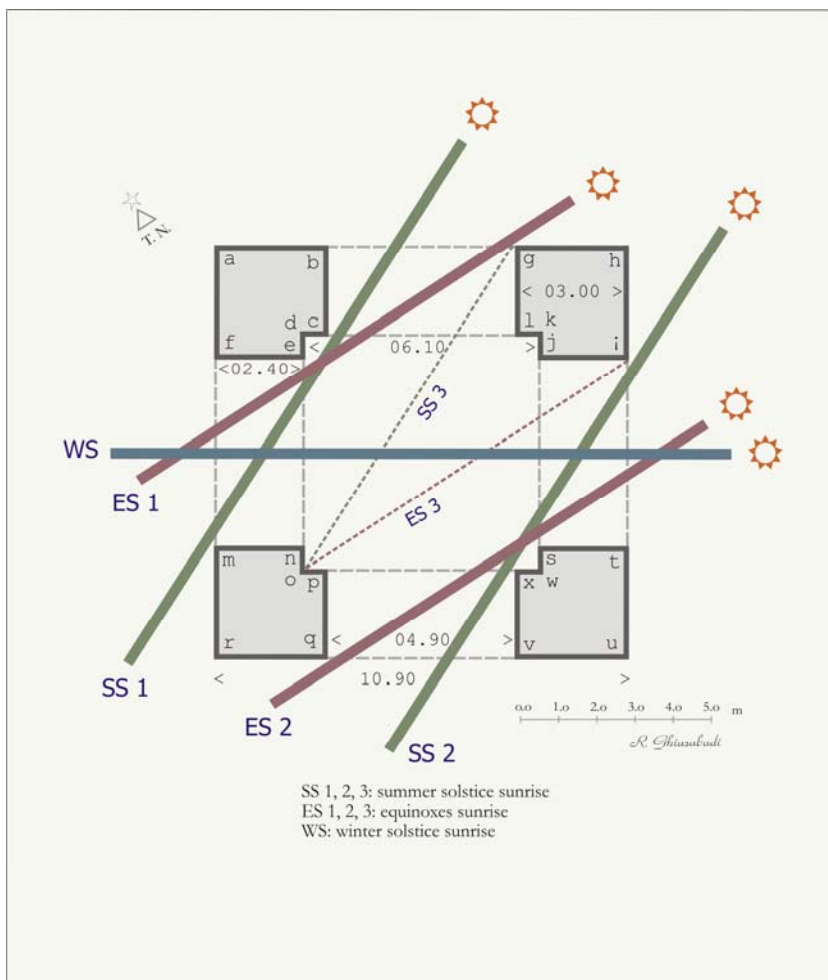 T. N.
a b
g h
< 03.00 >
d c
l k
f e
j i
< 06.10 >
<02.40>
SS 3
WS
ES 1
ES 3
m n
o p
s t
x w
r q
v u
< 04.90 >
SS 1
< 10.90 >
ES 2
SS 2
0.0 1.0 2.0 3.0 4.0 5.0 m
R. Ghiasabadi
SS 1, 2, 3: summer solstice sunrise
ES 1, 2, 3: equinoxes sunrise
WS: winter solstice sunrise